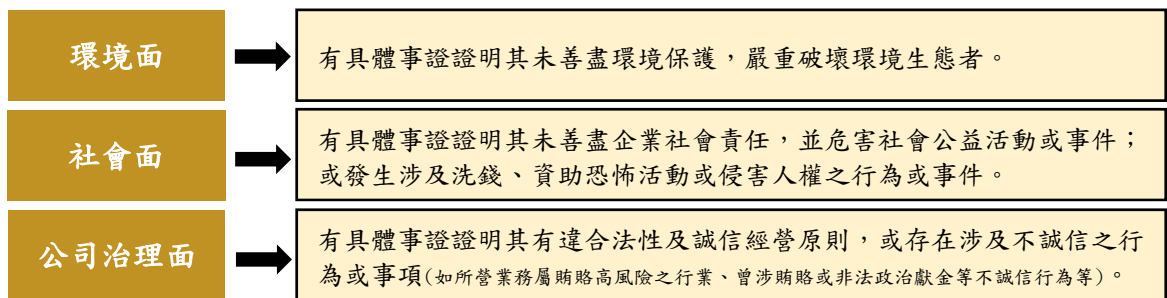 環境面
有具體事證證明其未善盡環境保護,嚴重破壞環境生態者。
社會面
有具體事證證明其未善盡企業社會責任,並危害社會公益活動或事件;
或發生涉及洗錢、資助恐怖活動或侵害人權之行為或事件。
公司治理面
有具體事證證明其有違合法性及誠信經營原則,或存在涉及不誠信之行
為或事項(如所營業務屬賄賂高風險之行業、曾涉賄賂或非法政治獻金等不誠信行為等)。